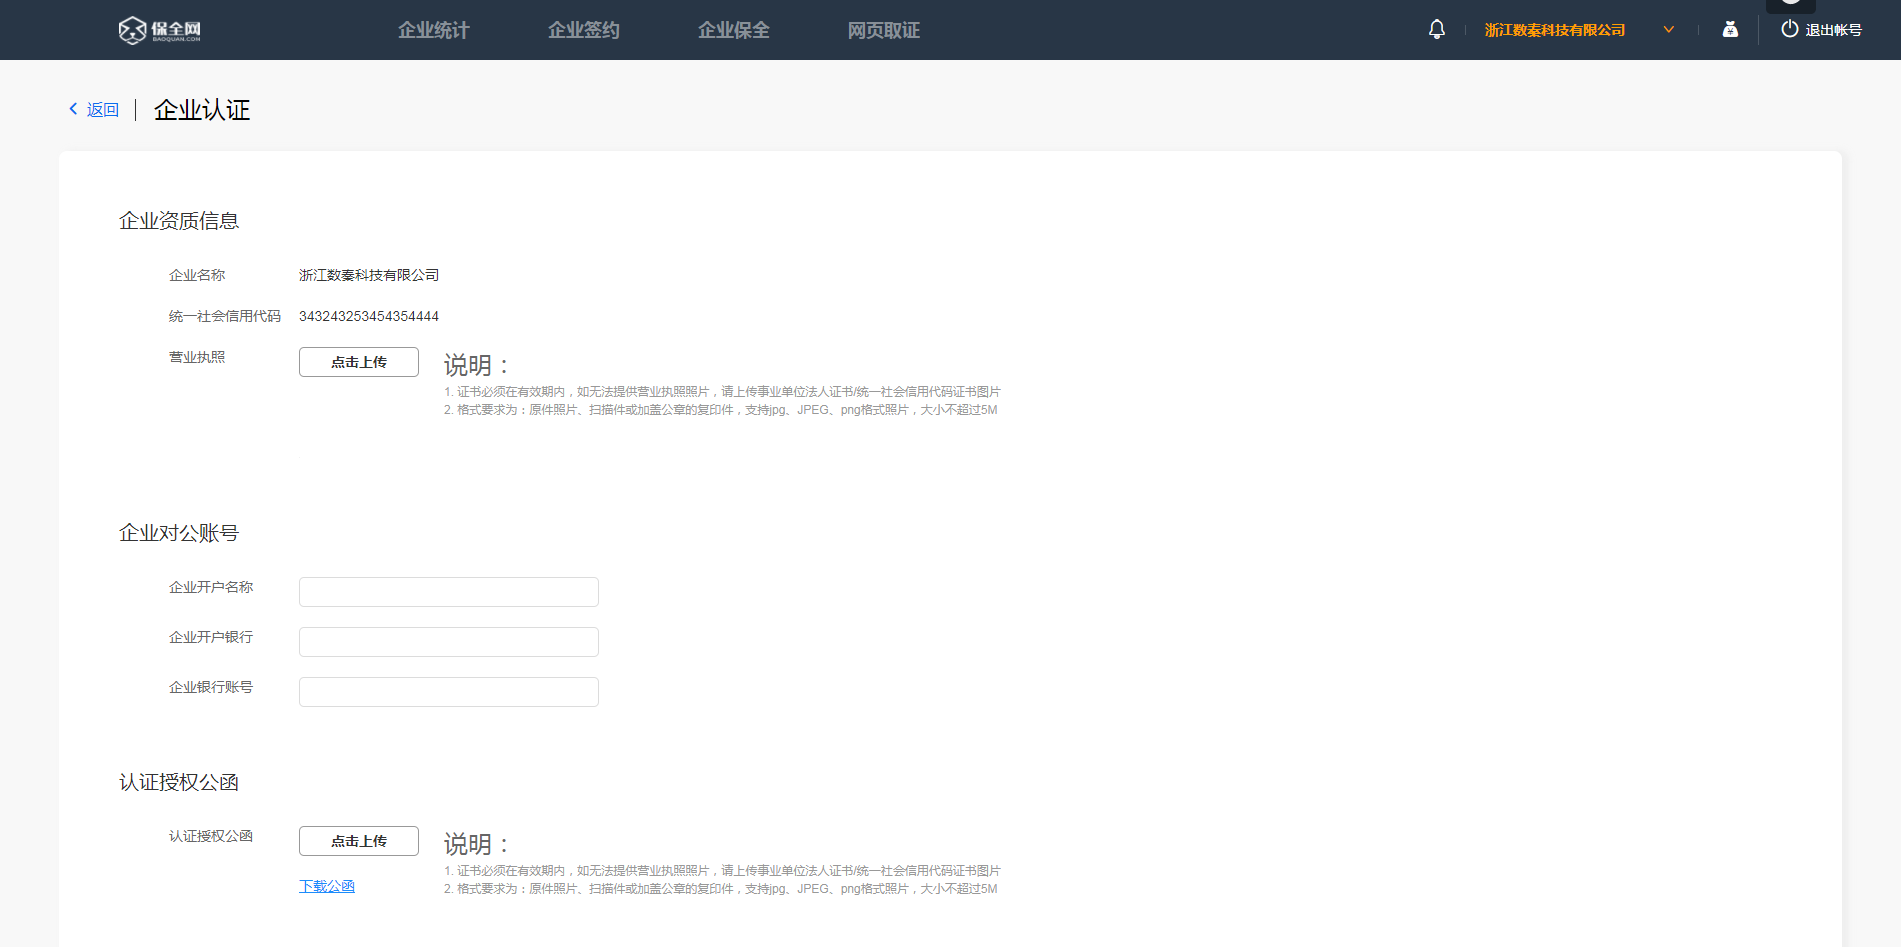 保全网
BAOQUAN.COM
企业统计
企业签约
企业保全
网页取证
浙江数秦科技有限公司
退出帐号
返回
企业认证
企业资质信息
企业名称
浙江数秦科技有限公司
统一社会信用代码
343243253454354444
营业执照
点击上传
说明：
1. 证书必须在有效期内，如无法提供营业执照照片，请上传事业单位法人证书/统一社会信用代码证书图片
2. 格式要求为：原件照片、扫描件或加盖公章的复印件，支持jpg、JPEG、png格式照片，大小不超过5M
企业对公账号
企业开户名称
企业开户银行
企业银行账号
认证授权公函
认证授权公函
点击上传
下载公函
说明：
1. 证书必须在有效期内，如无法提供营业执照照片，请上传事业单位法人证书/统一社会信用代码证书图片
2. 格式要求为：原件照片、扫描件或加盖公章的复印件，支持jpg、JPEG、png格式照片，大小不超过5M